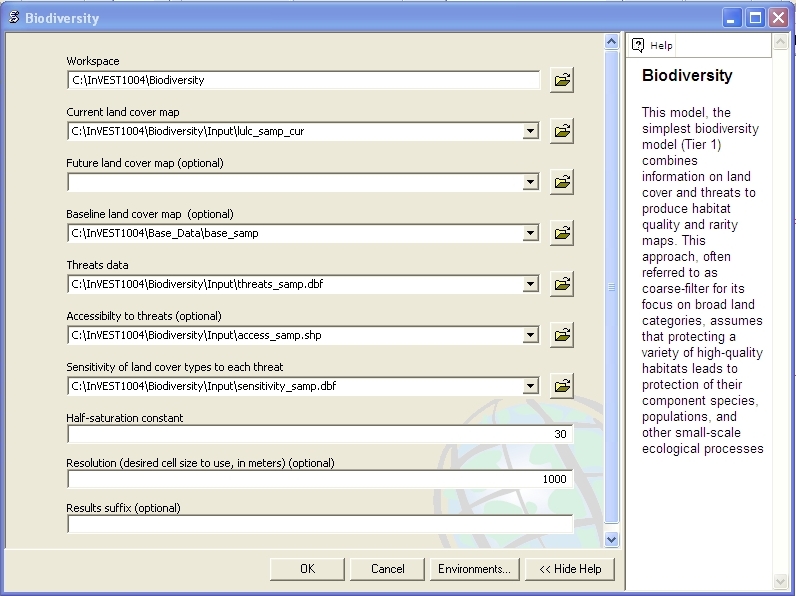 Biodiversity
Workspace
C:\InVEST1004\Biodiversity
Current land cover map
C:\InVEST1004\Biodiversity\Input\lulc_samp_cur
Future land cover map (optional)
Baseline land cover map  (optional)
C:\InVEST1004\Base_Data\base_samp
Threats data
C:\InVEST1004\Biodiversity\Input\threats_samp.dbf
Accessibilty to threats (optional)
C:\InVEST1004\Biodiversity\Input\access_samp.shp
Sensitivity of land cover types to each threat
C:\InVEST1004\Biodiversity\Input\sensitivity_samp.dbf
Half-saturation constant
30
Resolution (desired cell size to use, in meters) (optional)
1000
Results suffix (optional)
OK
Cancel
Environments...
<< Hide Help
Help
Biodiversity
This model, the
simplest biodiversity
model (Tier 1)
combines
information on land
cover and threats to
produce habitat
quality and rarity
maps. This
approach, often
referred to as
coarse-filter for its
focus on broad land
categories, assumes
that protecting a
variety of high-quality
habitats leads to
protection of their
component species,
populations, and
other small-scale
ecological processes